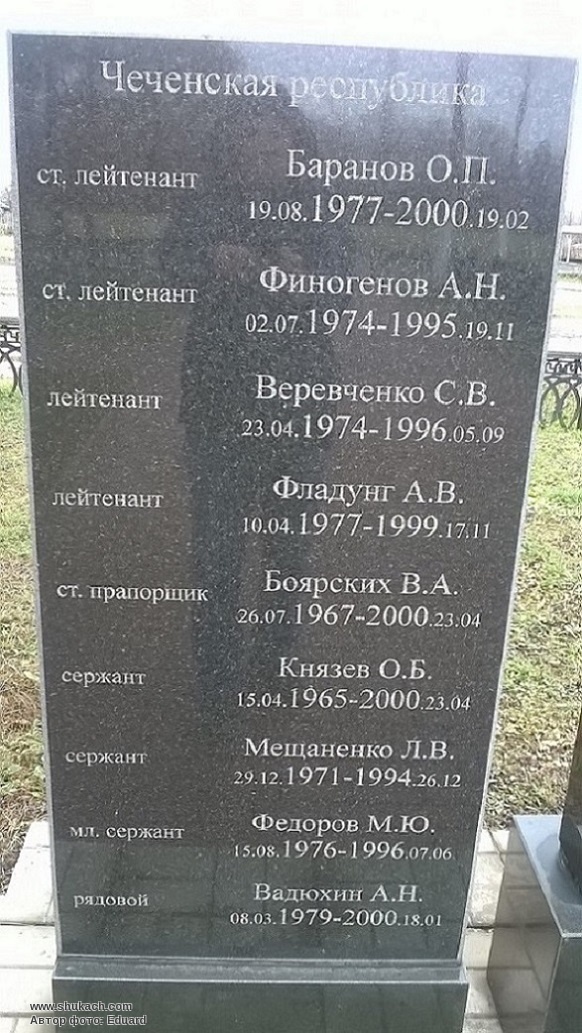 Чеченская республика
ст. лейтенант Баранов О.П.
19.08.1977-2000.19.02
ст. лейтенант Финогенов А.Н.
02.07.1974-1995.19.11
лейтенант Веревченко С.В.
23.04.1974-1996.05.09
лейтенант Фладунг А.В.
10.04.1977-1999.17.11
ст. прапорщик Боярских В.А.
26.07.1967-2000.23.04
сержант Князев О.Б.
15.04.1965-2000.23.04
сержант Мещаненко Л.В.
29.12.1971-1994.26.12
мл. сержант Федоров М.Ю.
15.08.1976-1996.07.06
рядовой Вадюхин А.Н.
08.03.1979-2000.18.01
www.shukach.com
Автор фото: Eduard